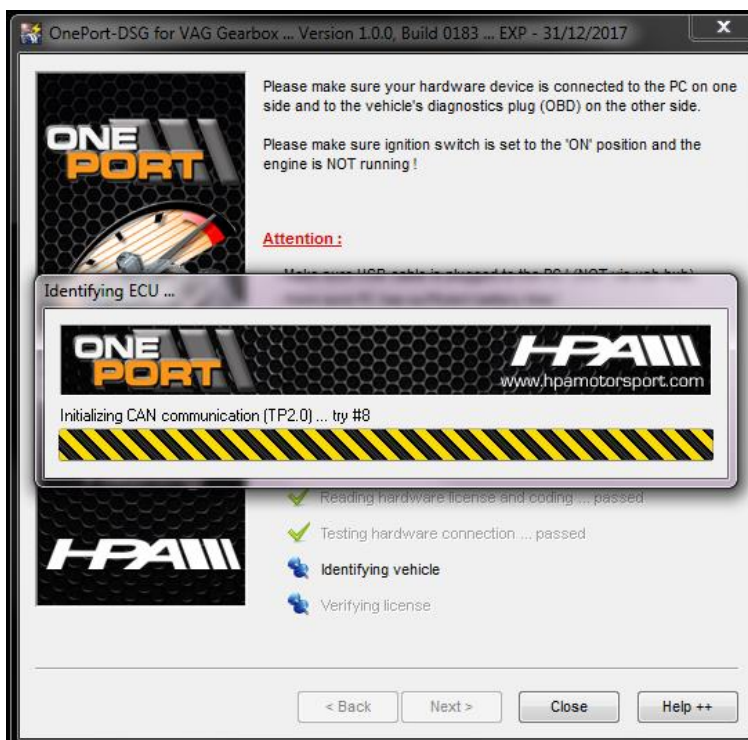 OnePort-DSG for VAG Gearbox ... Version 1.0.0, Build 0183 ... EXP - 31/12/2017
X
Please make sure your hardware device is connected to the PC on one
side and to the vehicle's diagnostics plug (OBD) on the other side.
Please make sure ignition switch is set to the 'ON' position and the
engine is NOT running !
ONE
PORT
Attention :
Identifying ECU ...
ONE
PORT
HPA
www.hpamotorsport.com
Initializing CAN communication (TP2.0) ... try #8
Reading hardware license and coding ... passed
Testing hardware connection ... passed
HPA
Identifying vehicle
Verifying license
< Back
Next >
Close
Help ++